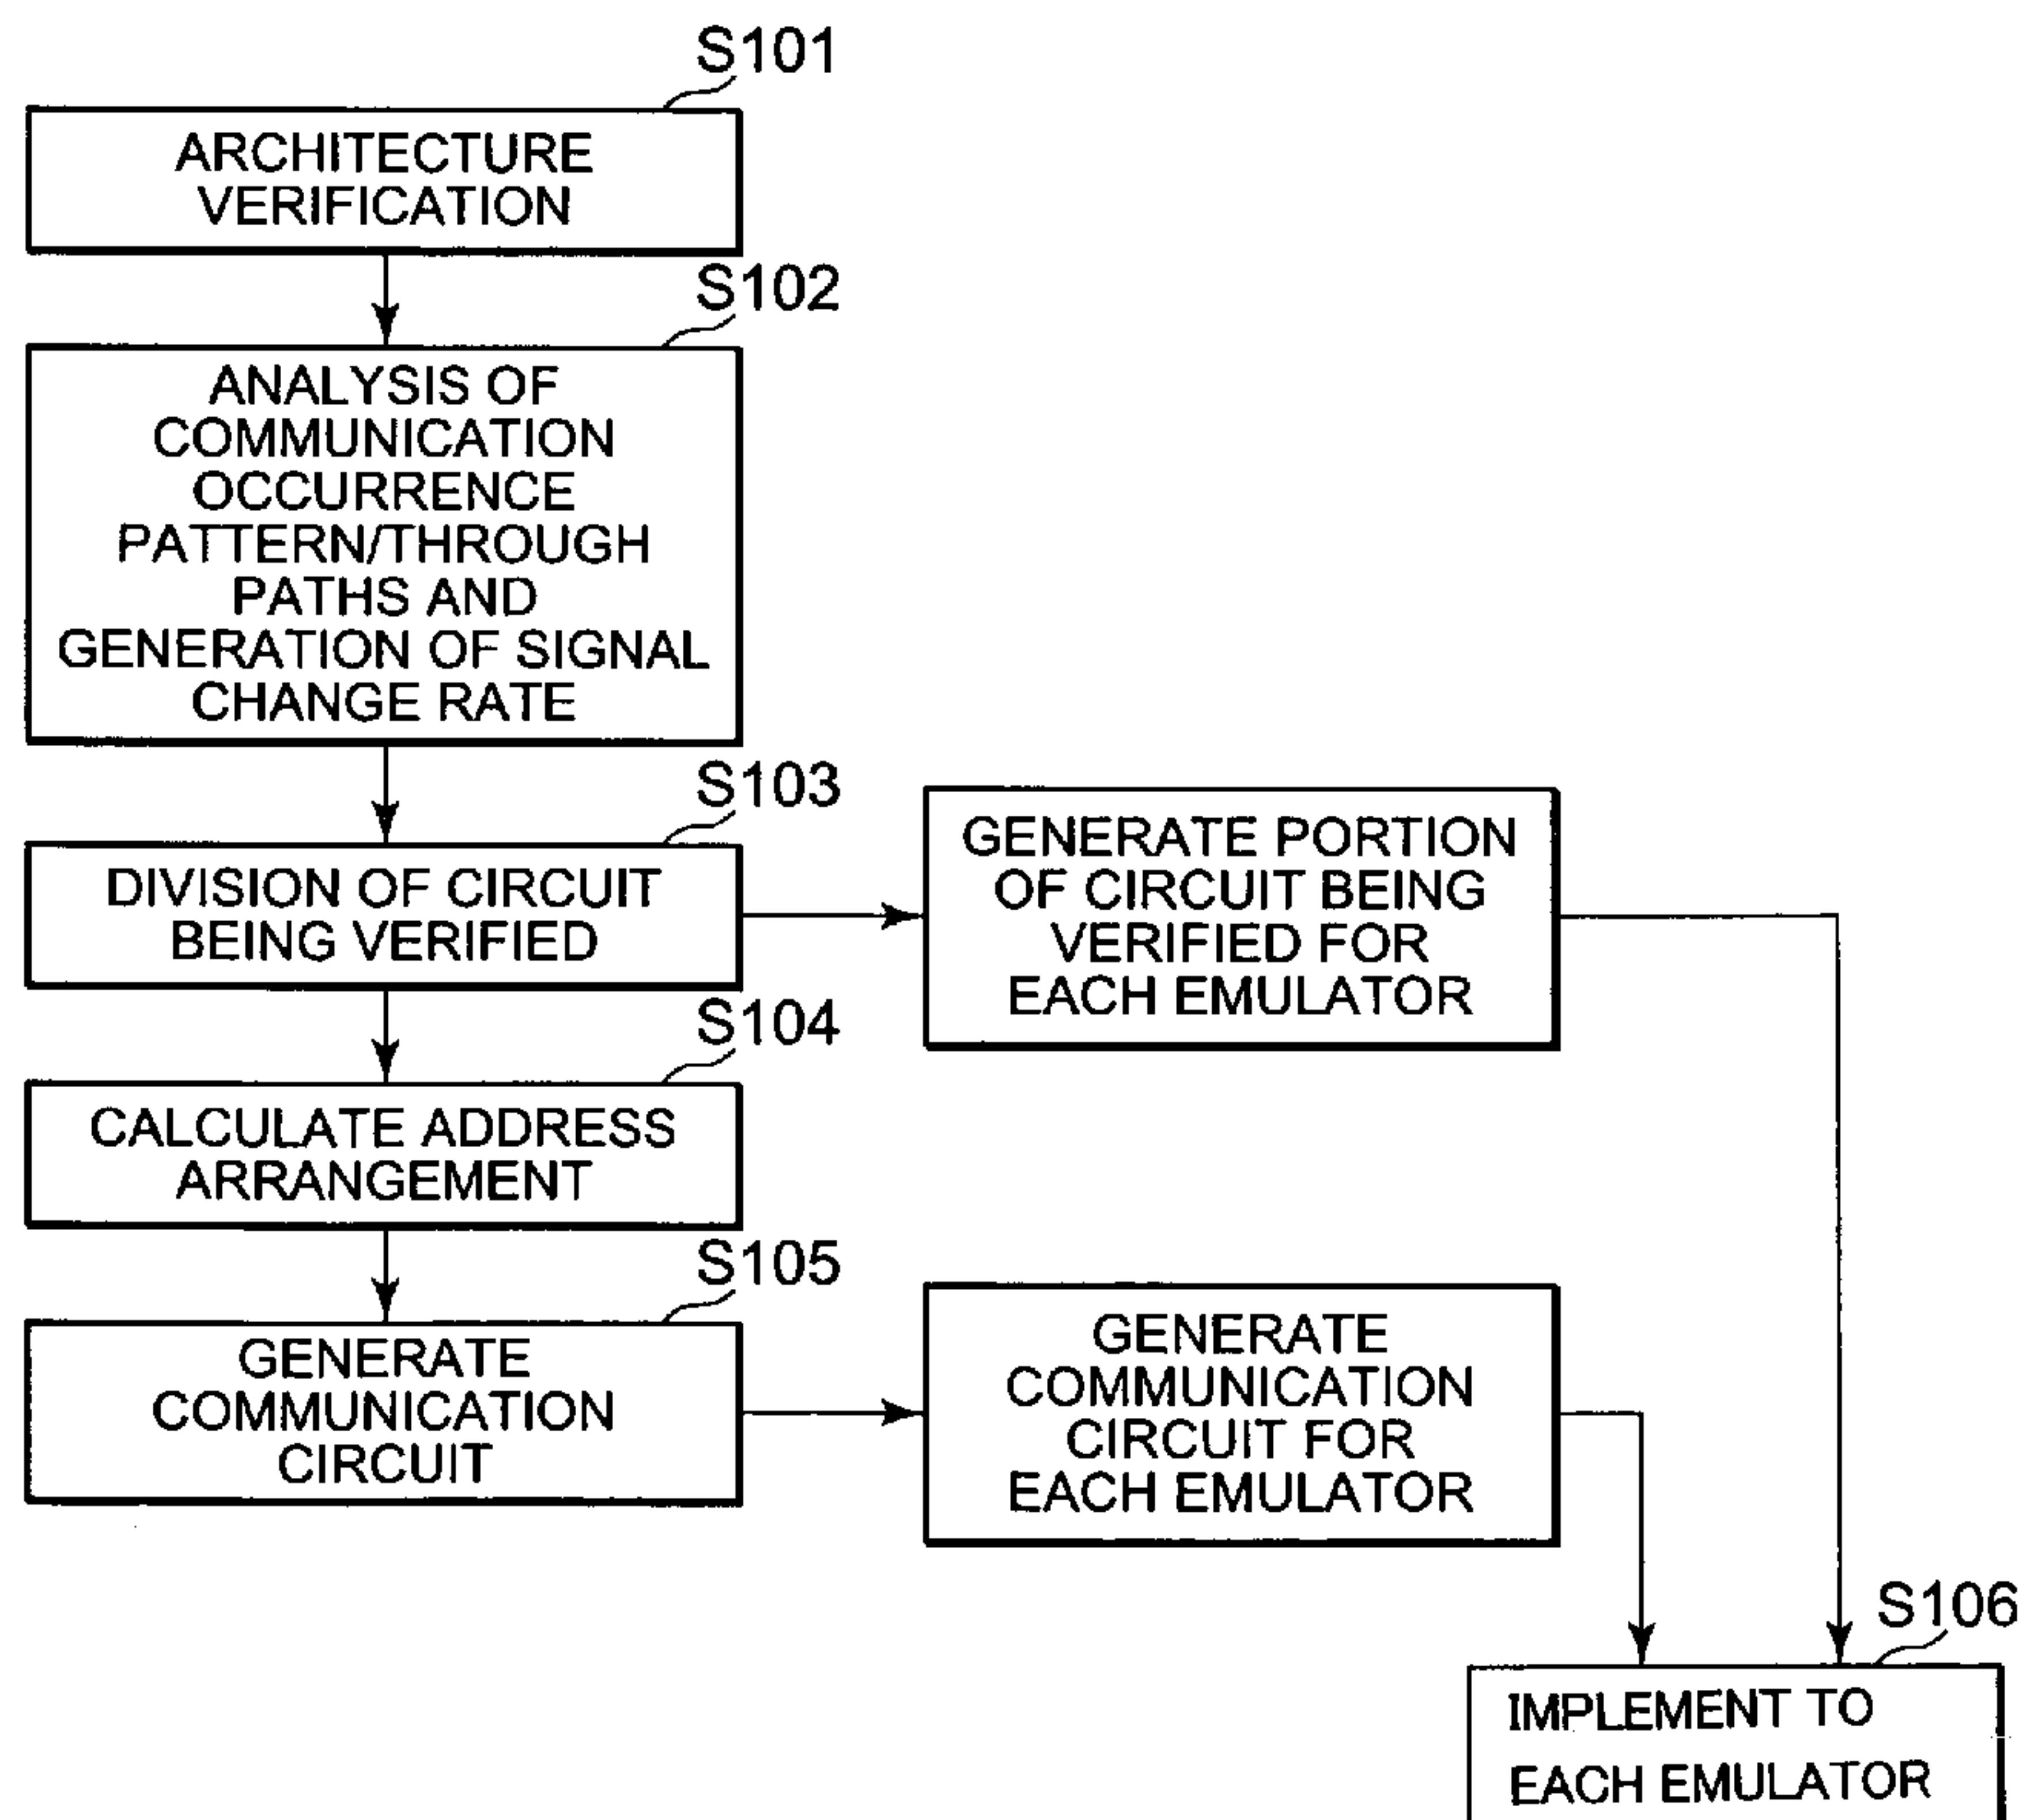 S101
ARCHITECTURE
VERIFICATION
S102
ANALYSIS OF
COMMUNICATION
OCCURRENCE
PATTERN/THROUGH
PATHS AND
GENERATION OF SIGNAL
CHANGE RATE
S103
DIVISION OF CIRCUIT
BEING VERIFIED
GENERATE PORTION
OF CIRCUIT BEING
VERIFIED FOR
EACH EMULATOR
S104
CALCULATE ADDRESS
ARRANGEMENT
S105
GENERATE
COMMUNICATION
CIRCUIT
GENERATE
COMMUNICATION
CIRCUIT FOR
EACH EMULATOR
S106
IMPLEMENT TO
EACH EMULATOR